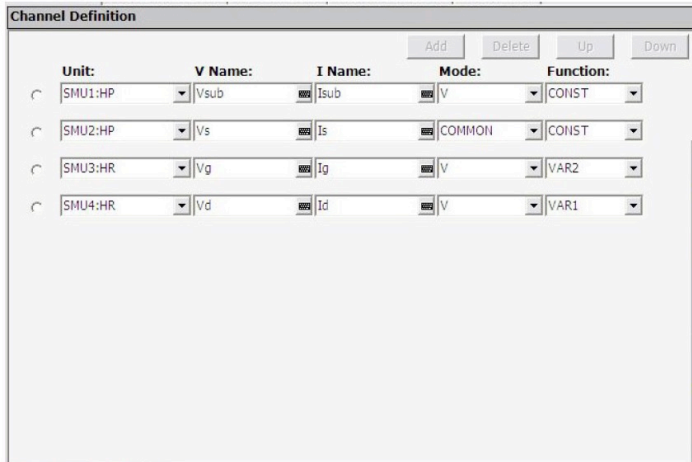 Channel Definition
Add Delete Up Down
Unit: V Name: I Name: Mode: Function:
SMU1:HP Vsub Isub V CONST
SMU2:HP Vs Is COMMON CONST
SMU3:HR Vg Ig V VAR2
SMU4:HR Vd Id V VAR1